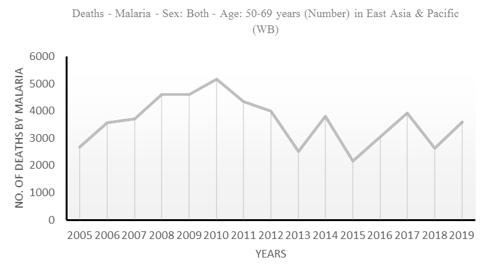 Deaths - Malaria - Sex: Both - Age: 50-69 years (Number) in East Asia & Pacific
(WB)
6000
5000
4000
3000
2000
1000
0
NO. OF DEATHS BY MALARIA
2005 2006 2007 2008 2009 2010 2011 2012 2013 2014 2015 2016 2017 2018 2019
YEARS